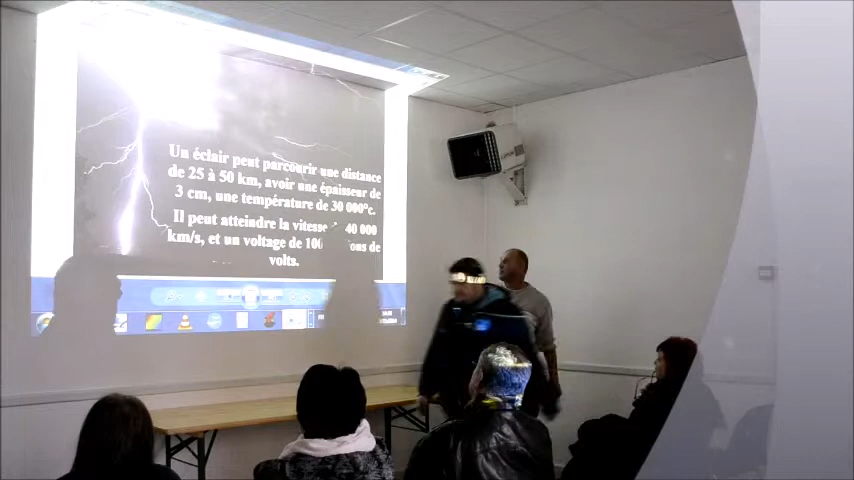 Un éclair peut parcourir une distance
de 25 à 50 km, avoir une épaisseur de
3 cm, une température de 30 000°c.
Il peut atteindre la vitesse 40 000
km/s, et un voltage de 100 de
volts.